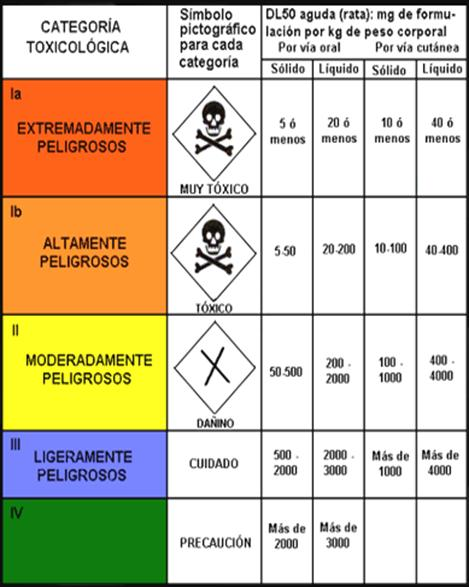 CATEGORÍA
TOXICOLÓGICA
Símbolo
pictográfico
para cada
categoría
DL50 aguda (rata): mg de formu-
lación por kg de peso corporal
Por vía oral
Por vía cutánea
Sólido
Líquido
Sólido
Líquido
Ia
EXTREMADAMENTE
PELIGROSOS
MUY TÓXICO
5 ó
menos
20 ó
menos
10 ó
menos
40 ó
menos
Ib
ALTAMENTE
PELIGROSOS
TÓXICO
5-50
20-200
10-100
40-400
II
MODERADAMENTE
PELIGROSOS
DAÑINO
50-500
200 -
2000
100 -
1000
400 -
4000
III
LIGERAMENTE
PELIGROSOS
CUIDADO
500 -
2000
2000 -
3000
Más de
1000
Más de
4000
IV
PRECAUCIÓN
Más de
2000
Más de
3000